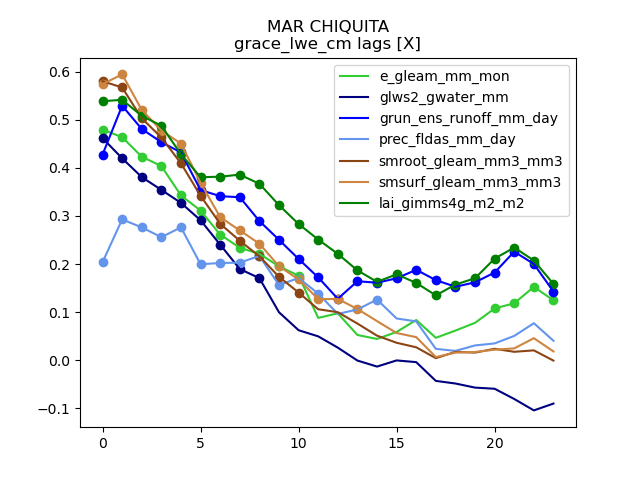 MAR CHIQUITA
grace_lwe_cm lags [X]
e_gleam_mm_mon
glws2_gwater_mm
grun_ens_runoff_mm_day
prec_fldas_mm_day
smroot_gleam_mm3_mm3
smsurf_gleam_mm3_mm3
lai_gimms4g_m2_m2
0.6
0.5
0.4
0.3
0.2
0.1
0.0
−0.1
0 5 10 15 20